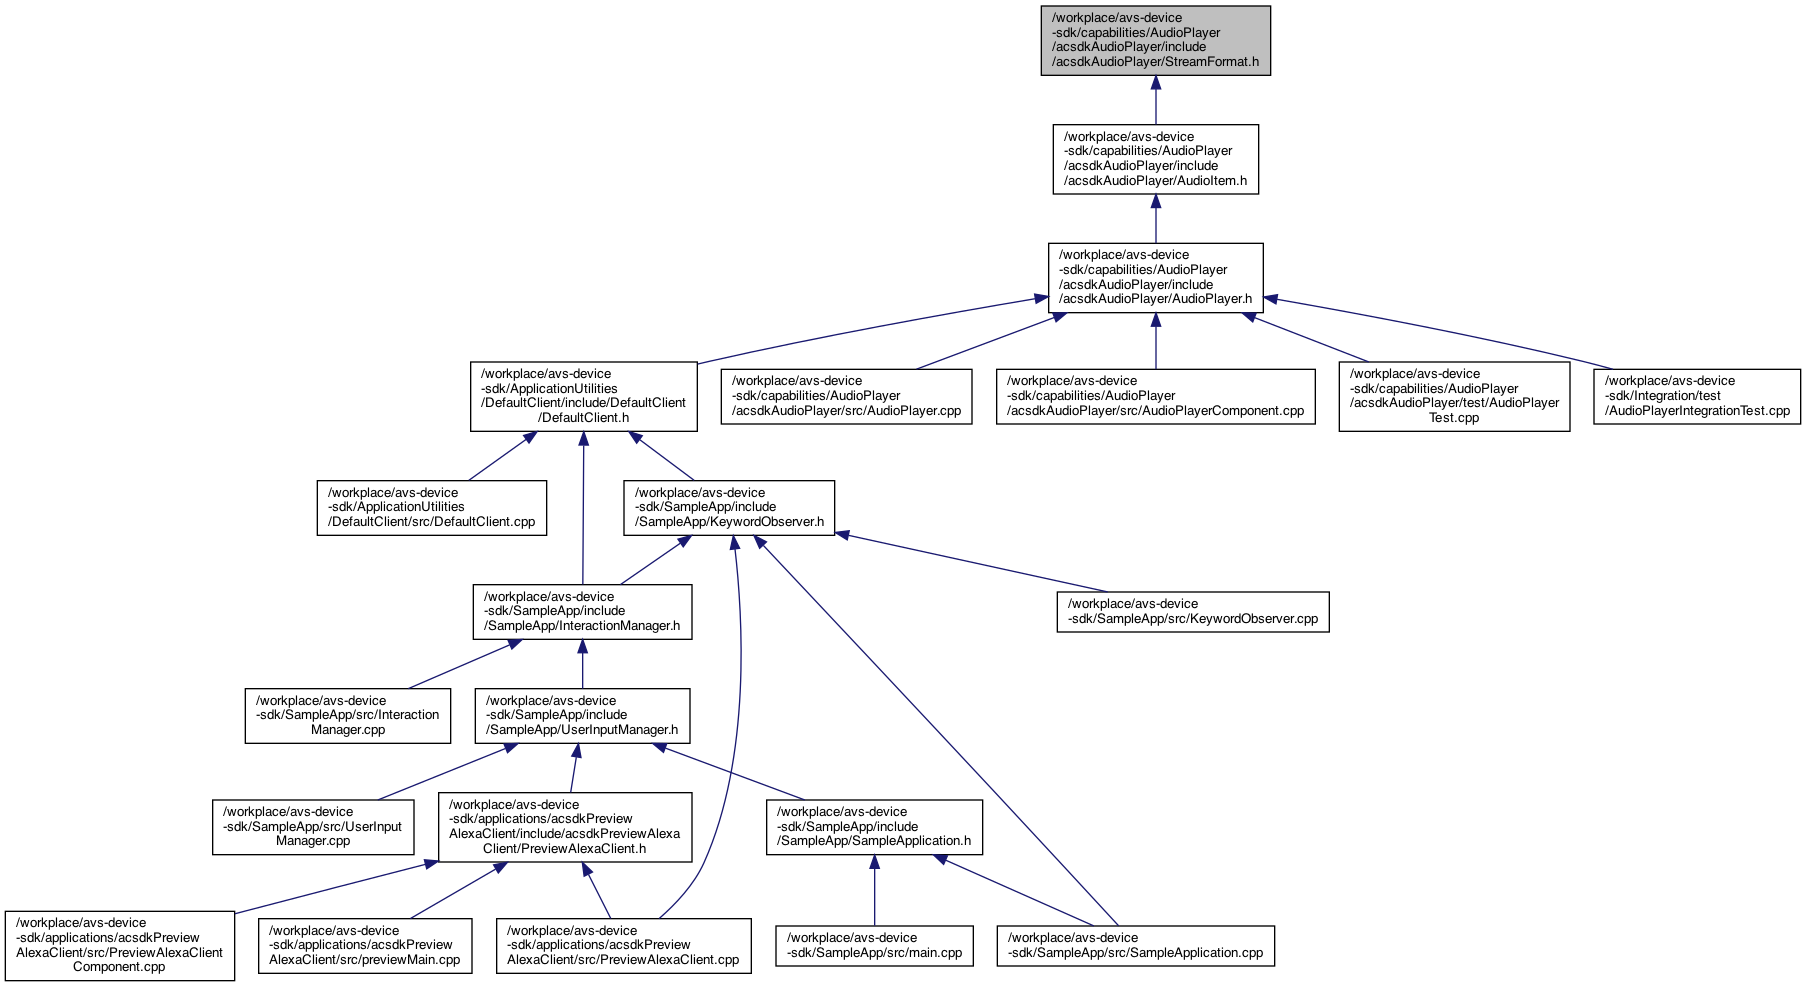 /workplace/avs-device
-sdk/capabilities/AudioPlayer
/acsdkAudioPlayer/include
/acsdkAudioPlayer/StreamFormat.h
/workplace/avs-device
-sdk/capabilities/AudioPlayer
/acsdkAudioPlayer/include
/acsdkAudioPlayer/AudioItem.h
/workplace/avs-device
-sdk/capabilities/AudioPlayer
/acsdkAudioPlayer/include
/acsdkAudioPlayer/AudioPlayer.h
/workplace/avs-device
-sdk/ApplicationUtilities
/DefaultClient/include/DefaultClient
/DefaultClient.h
/workplace/avs-device
-sdk/capabilities/AudioPlayer
/acsdkAudioPlayer/src/AudioPlayer.cpp
/workplace/avs-device
-sdk/capabilities/AudioPlayer
/acsdkAudioPlayer/src/AudioPlayerComponent.cpp
/workplace/avs-device
-sdk/capabilities/AudioPlayer
/acsdkAudioPlayer/test/AudioPlayer
Test.cpp
/workplace/avs-device
-sdk/Integration/test
/AudioPlayerIntegrationTest.cpp
/workplace/avs-device
-sdk/ApplicationUtilities
/DefaultClient/src/DefaultClient.cpp
/workplace/avs-device
-sdk/SampleApp/include
/SampleApp/KeywordObserver.h
/workplace/avs-device
-sdk/SampleApp/include
/SampleApp/InteractionManager.h
/workplace/avs-device
-sdk/SampleApp/src/KeywordObserver.cpp
/workplace/avs-device
-sdk/SampleApp/src/Interaction
Manager.cpp
/workplace/avs-device
-sdk/SampleApp/include
/SampleApp/UserInputManager.h
/workplace/avs-device
-sdk/SampleApp/src/UserInput
Manager.cpp
/workplace/avs-device
-sdk/applications/acsdkPreview
AlexaClient/include/acsdkPreviewAlexa
Client/PreviewAlexaClient.h
/workplace/avs-device
-sdk/SampleApp/include
/SampleApp/SampleApplication.h
/workplace/avs-device
-sdk/applications/acsdkPreview
AlexaClient/src/PreviewAlexaClient
Component.cpp
/workplace/avs-device
-sdk/applications/acsdkPreview
AlexaClient/src/previewMain.cpp
/workplace/avs-device
-sdk/applications/acsdkPreview
AlexaClient/src/PreviewAlexaClient.cpp
/workplace/avs-device
-sdk/SampleApp/src/main.cpp
/workplace/avs-device
-sdk/SampleApp/src/SampleApplication.cpp